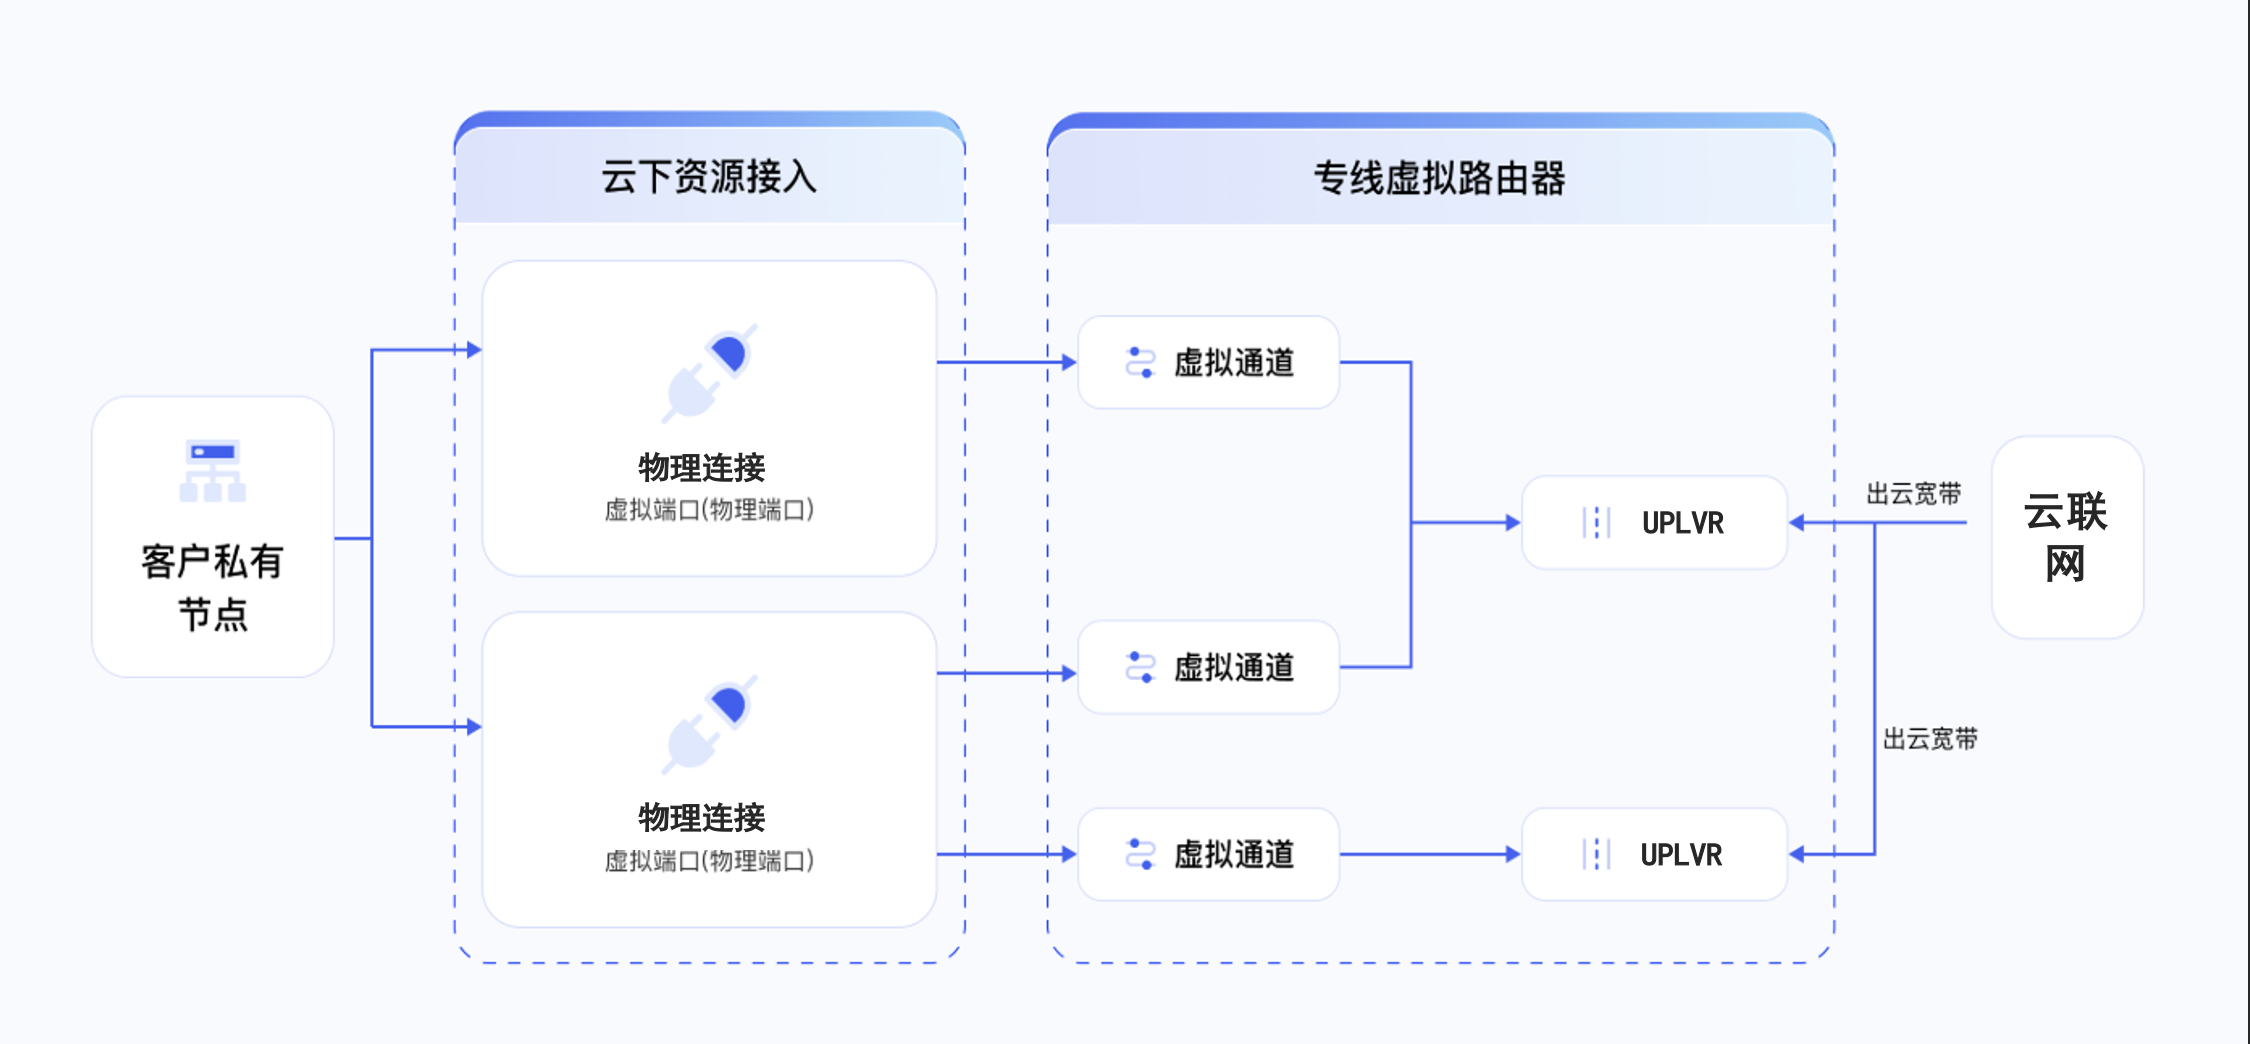 云下资源接入
专线虚拟路由器
客户私有
节点
物理连接
虚拟端口(物理端口)
物理连接
虚拟端口(物理端口)
虚拟通道
虚拟通道
虚拟通道
UPLVR
UPLVR
出云宽带
出云宽带
云联
网